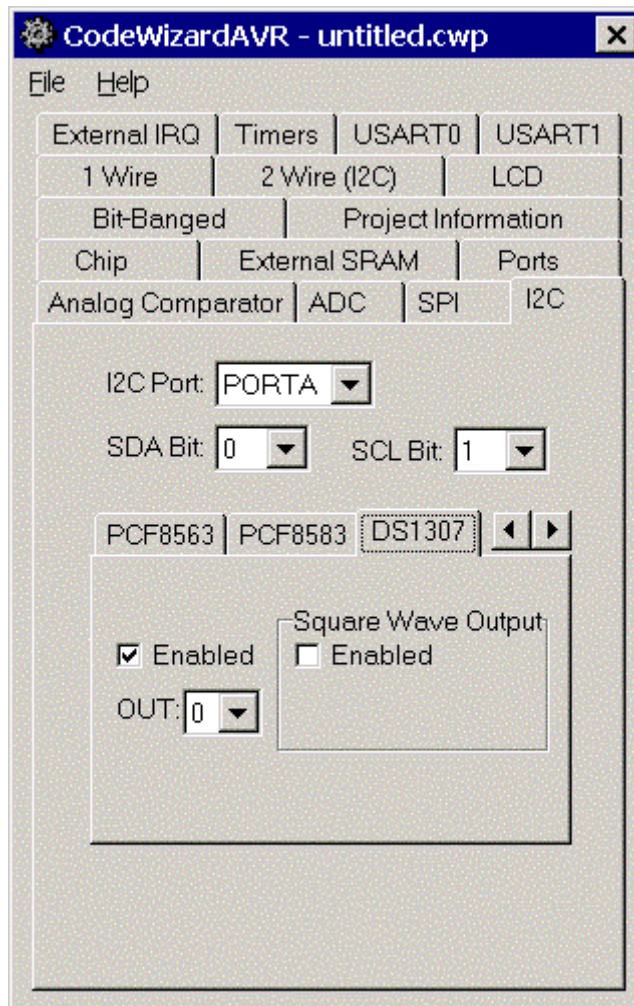 CodeWizardAVR - untitled.cwp
File Help
External IRQ Timers USART0 USART1
1 Wire 2 Wire (I2C) LCD
Bit-Banged Project Information
Chip External SRAM Ports
Analog Comparator ADC SPI I2C
I2C Port: PORTA
SDA Bit: 0 SCL Bit: 1
PCF8563 PCF8583 DS1307
Square Wave Output
Enabled Enabled
OUT: 0